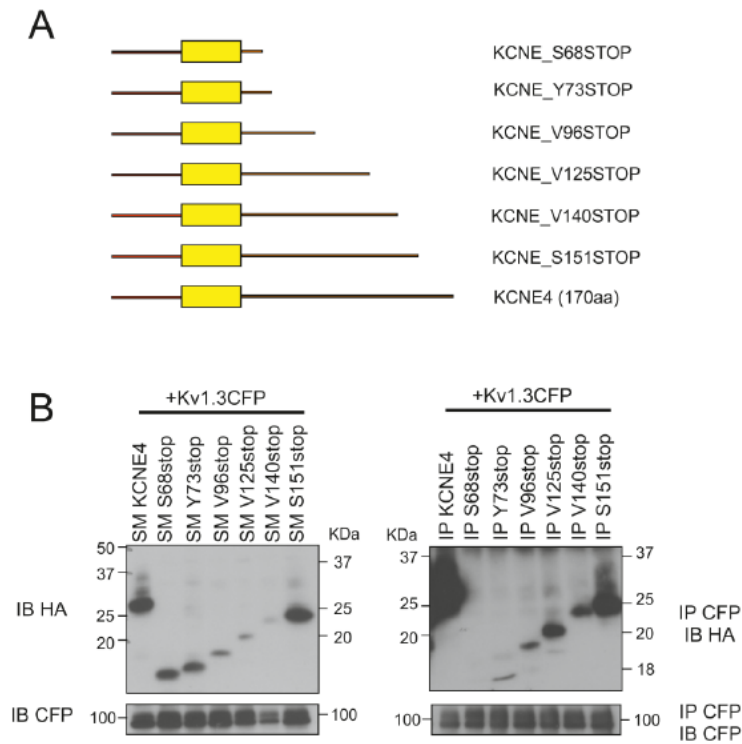 A
KCNE_S68STOP
KCNE_Y73STOP
KCNE_V96STOP
KCNE_V125STOP
KCNE_V140STOP
KCNE_S151STOP
KCNE4 (170aa)
B
+Kv1.3CFP
SM KCNE4
SM S68stop
SM Y73stop
SM V96stop
SM V125stop
SM V140stop
SM S151stop
KDa
50
37
25
20
37
25
20
IB HA
IB CFP
100
100
+Kv1.3CFP
IP KCNE4
IP S68stop
IP Y73stop
IP V96stop
IP V125stop
IP V140stop
IP S151stop
KDa
37
25
20
37
25
20
18
IP CFP
IB HA
100
100
IP CFP
IB CFP